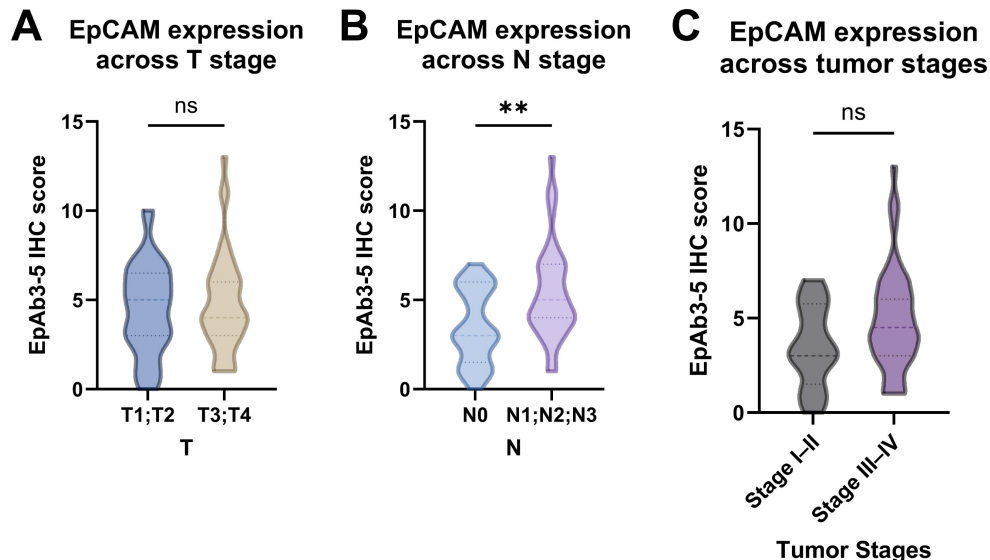 A
EpCAM expression
across T stage
ns
EpAb3-5 IHC score
15
10
5
0
T1;T2
T3;T4
T
B
EpCAM expression
across N stage
**
EpAb3-5 IHC score
15
10
5
0
N0
N1;N2;N3
N
C
EpCAM expression
across tumor stages
ns
EpAb3-5 IHC score
15
10
5
0
Stage I–II
Stage III–IV
Tumor Stages